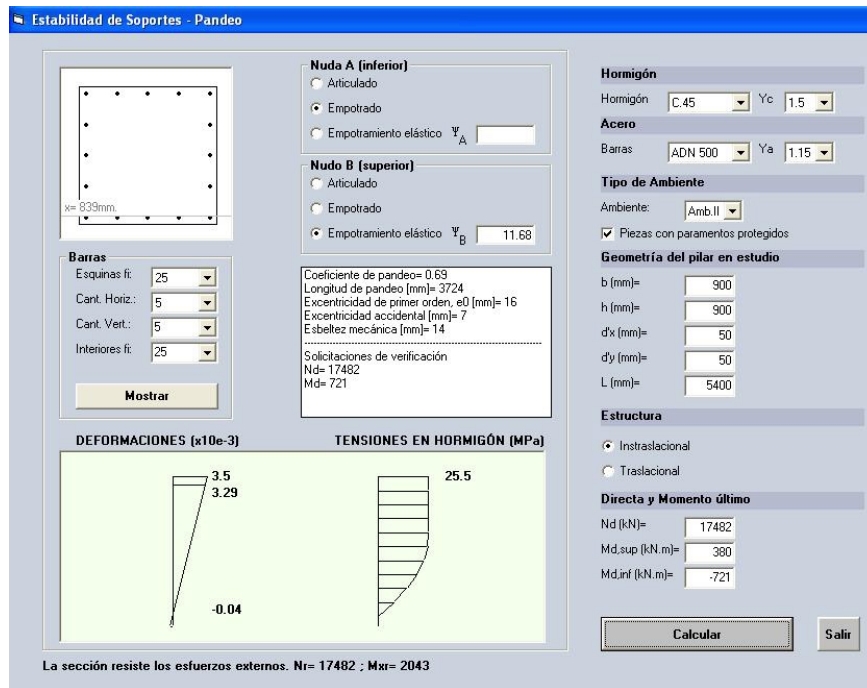 Estabilidad de Soportes - Pandeo
x= 839mm.
Nuda A (inferior)
Articulado
Empotrado
Empotramiento elástico Ψ A
Nudo B (superior)
Articulado
Empotrado
Empotramiento elástico Ψ B 11.68
Barras
Esquinas fi: 25
Cant. Horiz.: 5
Cant. Vert.: 5
Interiores fi: 25
Mostrar
Coeficiente de pandeo= 0.69
Longitud de pandeo [mm]= 3724
Excentricidad de primer orden, e0 [mm]= 16
Excentricidad accidental [mm]= 7
Esbeltez mecánica [mm]= 14
Solicitaciones de verificación
Nd= 17482
Md= 721
DEFORMACIONES (x10e-3)
3.5
3.29
-0.04
TENSIONES EN HORMIGÓN (MPa)
25.5
Hormigón
Hormigón C.45 Yc 1.5
Acero
Barras ADN 500 Ya 1.15
Tipo de Ambiente
Ambiente: Amb.II
Piezas con paramentos protegidos
Geometría del pilar en estudio
b (mm)= 900
h (mm)= 900
d'x (mm)= 50
d'y (mm)= 50
L (mm)= 5400
Estructura
Instraslacional
Traslacional
Directa y Momento último
Nd (kN)= 17482
Md,sup (kN.m)= 380
Md,inf (kN.m)= -721
Calcular
Salir
La sección resiste los esfuerzos externos. Nr= 17482 ; Mxr= 2043